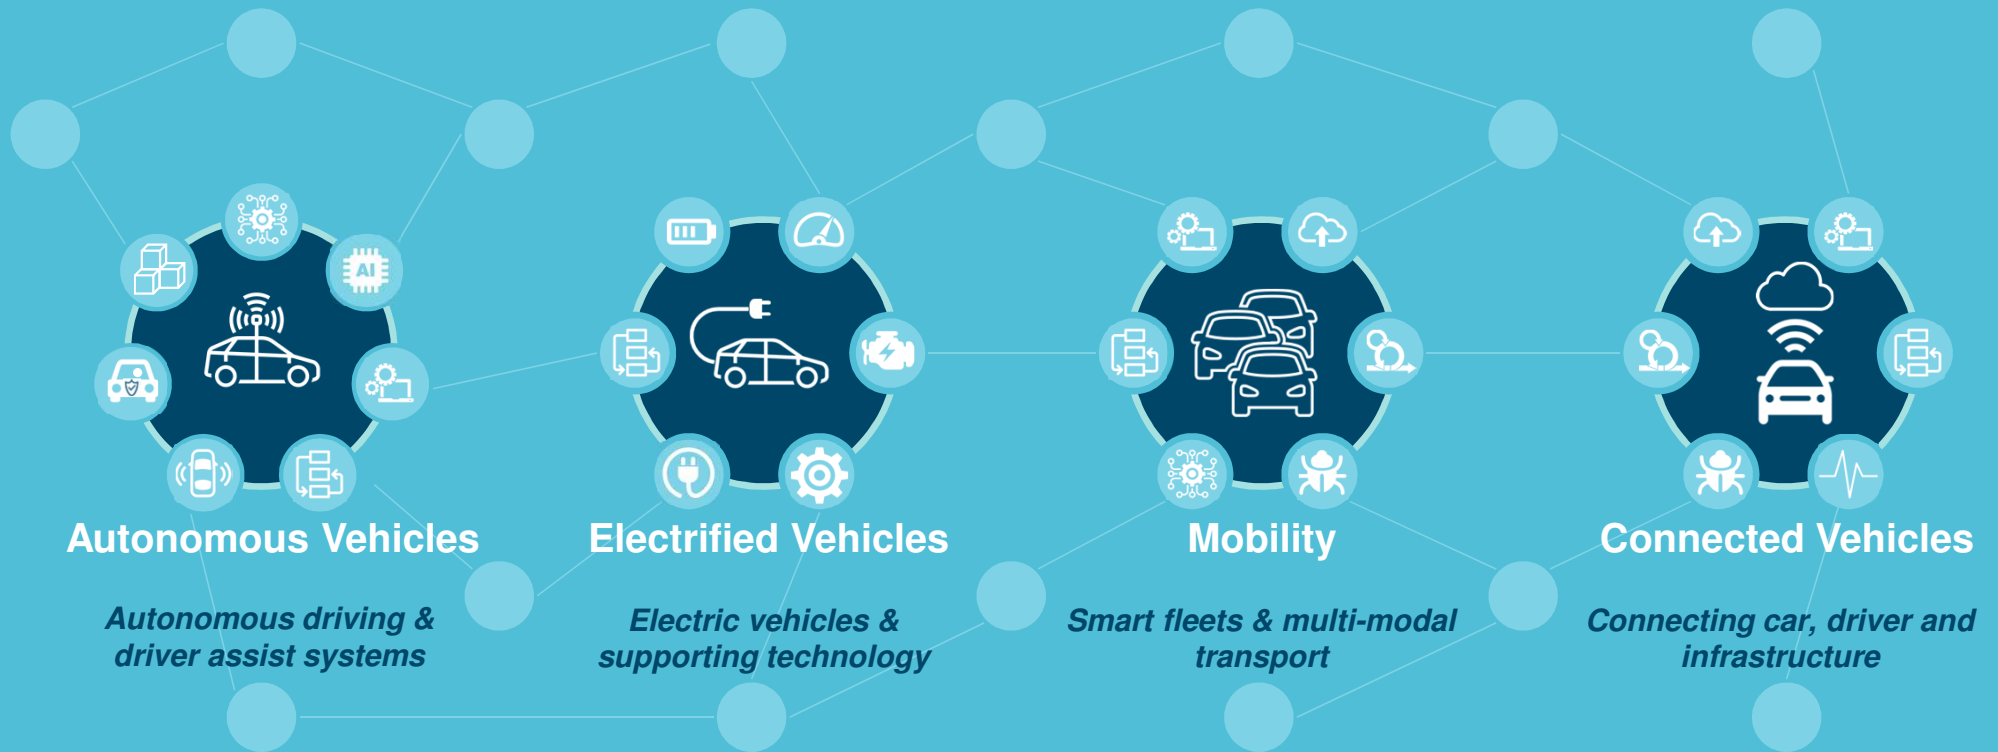 AI
Autonomous Vehicles
Autonomous driving &
driver assist systems
Electrified Vehicles
Electric vehicles &
supporting technology
Mobility
Smart fleets & multi-modal
transport
Connected Vehicles
Connecting car, driver and
infrastructure